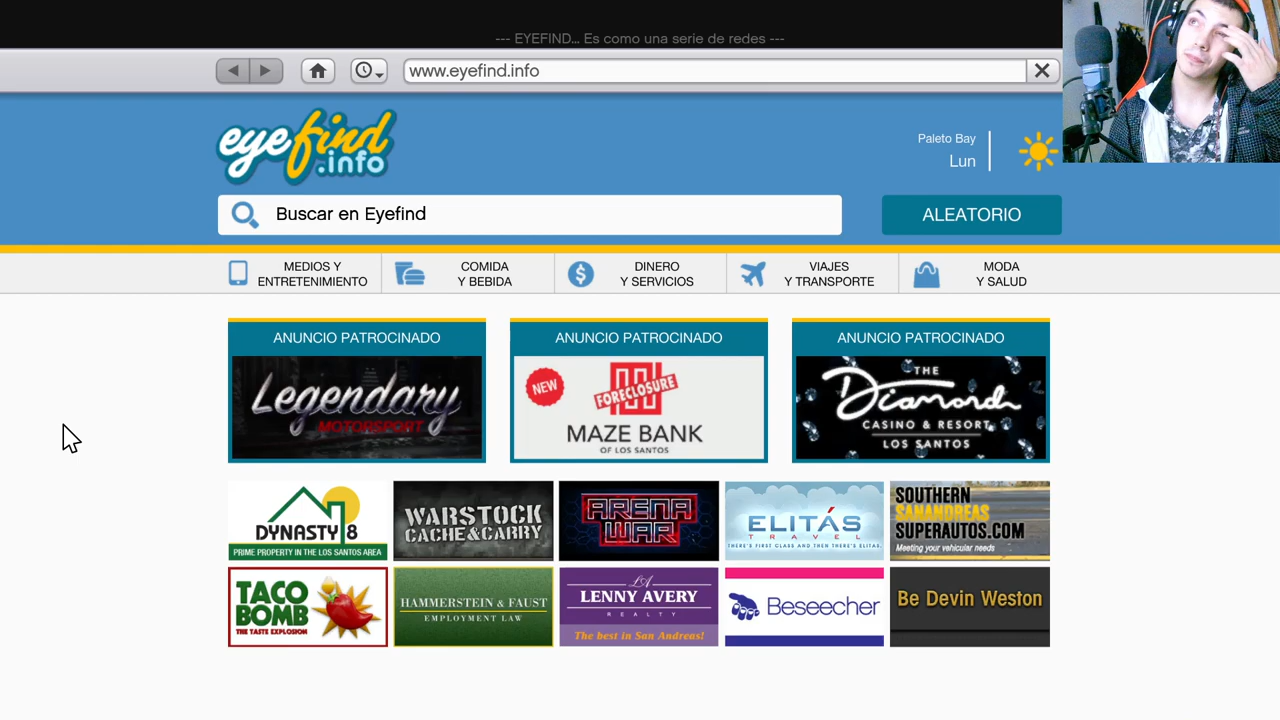 --- EYEFIND... Es como una serie de redes ---
www.eyefind.info
eyefind
.info
Paleto Bay
Lun
Buscar en Eyefind
ALEATORIO
MEDIOS Y
ENTRETENIMIENTO
COMIDA
Y BEBIDA
DINERO
Y SERVICIOS
VIAJES
Y TRANSPORTE
MODA
Y SALUD
ANUNCIO PATROCINADO
Legendary
MOTORSPORT
ANUNCIO PATROCINADO
NEW
FORECLOSURE
MAZE BANK
OF LOS SANTOS
ANUNCIO PATROCINADO
THE
Diamond
CASINO & RESORT
LOS SANTOS
DYNASTY 8
PRIME PROPERTY IN THE LOS SANTOS AREA
WARSTOCK
CACHE & CARRY
ARENA
WAR
ELITÁS
TRAVEL
THERE'S FIRST CLASS AND THEN THERE'S ELITAS.
SOUTHERN
SANANDREAS
SUPERAUTOS.COM
Meeting your vehicular needs
TACO
BOMB
THE TASTE EXPLOSION
HAMMERSTEIN & FAUST
EMPLOYMENT LAW
LA
LENNY AVERY
REALTY
The best in San Andreas!
Beseecher
Be Devin Weston